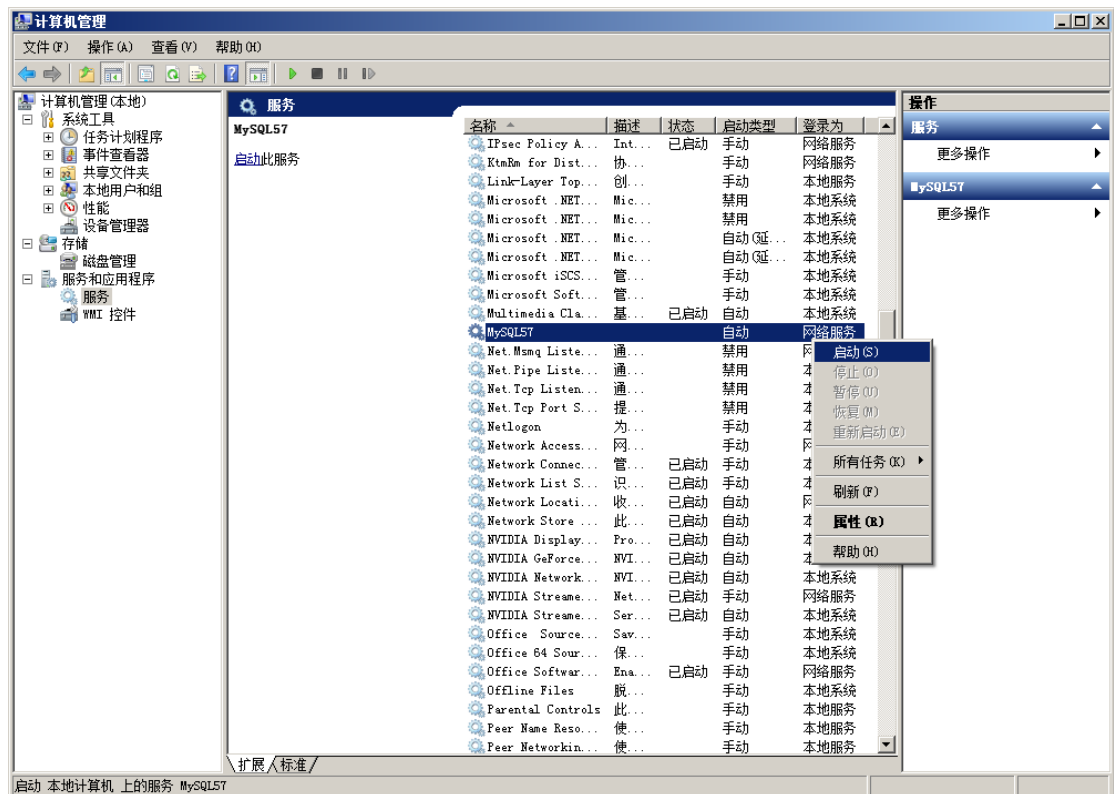 计算机管理
文件(F) 操作(A) 查看(V) 帮助(H)
计算机管理(本地)
系统工具
任务计划程序
事件查看器
共享文件夹
本地用户和组
性能
设备管理器
存储
磁盘管理
服务和应用程序
服务
WMI 控件
服务
MySQL57
启动此服务
名称 描述 状态 启动类型 登录为
IPsec Policy A... Int... 已启动 手动 网络服务
KtmRm for Dist... 协... 手动 网络服务
Link-Layer Top... 创... 手动 本地服务
Microsoft .NET... Mic... 禁用 本地系统
Microsoft .NET... Mic... 禁用 本地系统
Microsoft .NET... Mic... 自动(延... 本地系统
Microsoft .NET... Mic... 自动(延... 本地系统
Microsoft iSCS... 管... 手动 本地系统
Microsoft Soft... 管... 手动 本地系统
Multimedia Cla... 基... 已启动 自动 本地系统
MySQL57 自动 网络服务
Net.Msmq Liste... 通... 禁用
Net.Pipe Liste... 通... 禁用
Net.Tcp Listen... 通... 禁用
Net.Tcp Port S... 提... 禁用
Netlogon 为... 手动
Network Access... 网... 手动
Network Connec... 管... 已启动 手动
Network List S... 识... 已启动 手动
Network Locati... 收... 已启动 自动
Network Store ... 此... 已启动 自动
NVIDIA Display... Pro... 已启动 自动
NVIDIA GeForce... NVI... 已启动 自动
NVIDIA Network... NVI... 已启动 自动 本地系统
NVIDIA Streame... Net... 已启动 手动 网络服务
NVIDIA Streame... Ser... 已启动 自动 本地系统
Office Source... Sav... 手动 本地系统
Office 64 Sour... 保... 手动 本地系统
Office Softwar... Ena... 已启动 手动 网络服务
Offline Files 脱... 手动 本地系统
Parental Controls 此... 手动 本地服务
Peer Name Reso... 使... 手动 本地服务
Peer Networkin... 使... 手动 本地服务
启动(S)
停止(O)
暂停(U)
恢复(M)
重新启动(E)
所有任务(K)
刷新(F)
属性(R)
帮助(H)
操作
服务
更多操作
MySQL57
更多操作
扩展 标准
启动 本地计算机 上的服务 MySQL57